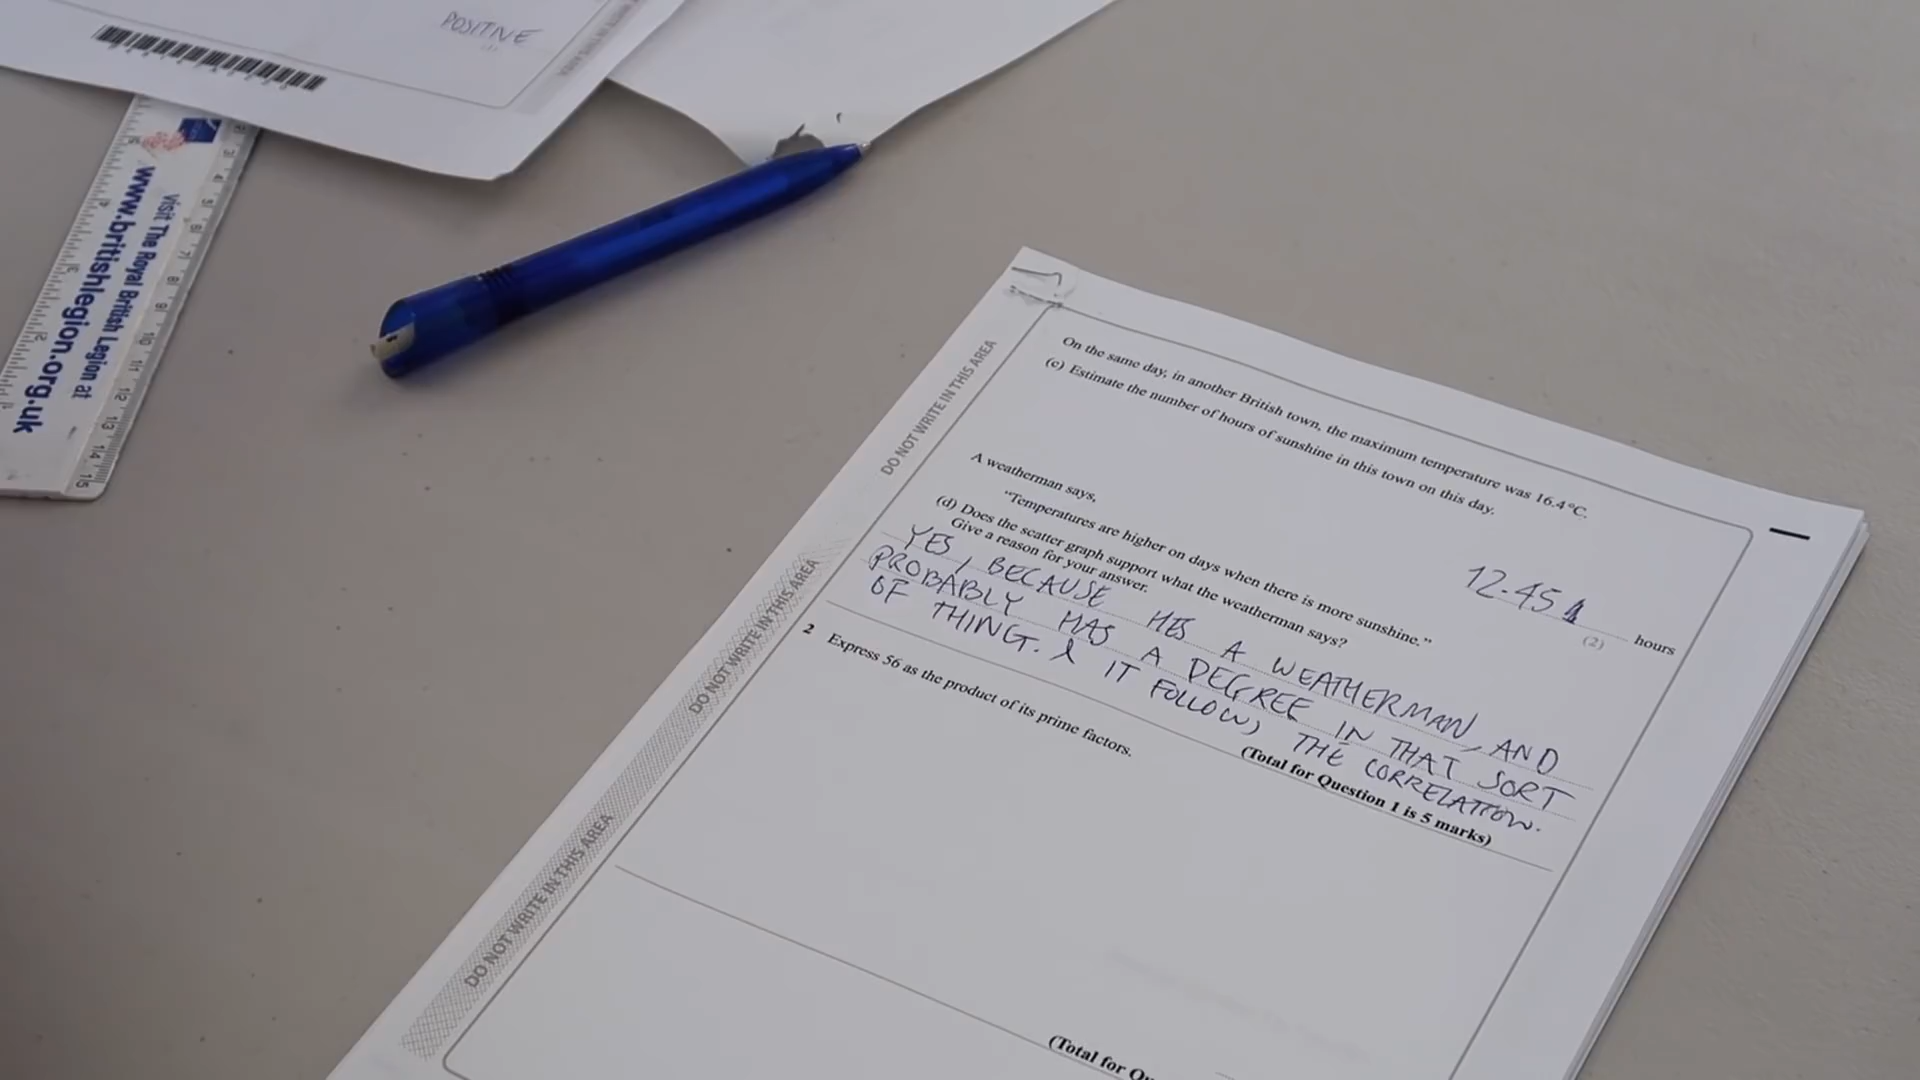 POSITIVE
Visit The Royal British Legion at
www.britishlegion.org.uk
DO NOT WRITE IN THIS AREA
DO NOT WRITE IN THIS AREA
DO NOT WRITE IN THIS AREA
On the same day, in another British town, the maximum temperature was 16.4°C.
(c) Estimate the number of hours of sunshine in this town on this day.
12.45
hours
(2)
A weatherman says,
"Temperatures are higher on days when there is more sunshine."
(d) Does the scatter graph support what the weatherman says?
Give a reason for your answer.
YES, BECAUSE HES A WEATHERMAN, AND
PROBABLY HAS A DEGREE IN THAT SORT
OF THING. & IT FOLLOWS THE CORRELATION.
(Total for Question 1 is 5 marks)
2 Express 56 as the product of its prime factors.
(Total for Qu